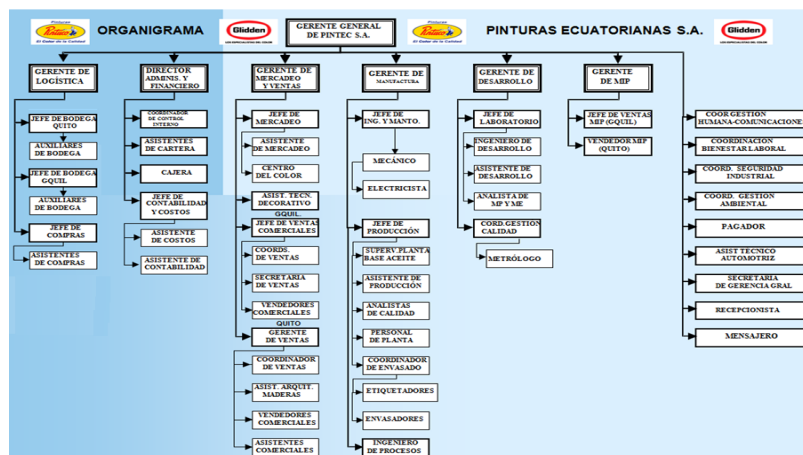 Pinturas
Pintuco
El Color de la Calidad
ORGANIGRAMA
Glidden
GERENTE GENERAL
DE PINTEC S.A.
Pinturas
Pintuco
El Color de la Calidad
PINTURAS ECUATORIANAS S.A.
Glidden
GERENTE DE
LOGÍSTICA
DIRECTOR
ADMINIS. Y
FINANCIERO
GERENTE DE
MERCADEO
Y VENTAS
GERENTE DE
MANUFACTURA
GERENTE DE
DESARROLLO
GERENTE
DE MIP
JEFE DE BODEGA
QUITO
AUXILIARES
DE BODEGA
JEFE DE BODEGA
GQUIL
AUXILIARES
DE BODEGA
JEFE DE
COMPRAS
ASISTENTES
DE COMPRAS
COORDINADOR
DE CONTROL
INTERNO
ASISTENTES
DE CARTERA
CAJERA
JEFE DE
CONTABILIDAD
Y COSTOS
ASISTENTE
DE COSTOS
ASISTENTE DE
CONTABILIDAD
JEFE DE
MERCADEO
ASISTENTE
DE MERCADEO
CENTRO
DEL COLOR
ASIST. TECN.
DECORATIVO
GQUIL.
JEFE DE VENTAS
COMERCIALES
COORDS.
DE VENTAS
SECRETARIA
DE VENTAS
VENDEDORES
COMERCIALES
QUITO
GERENTE
DE VENTAS
COORDINADOR
DE VENTAS
ASIST. ARQUIT.
MADERAS
VENDEDORES
COMERCIALES
ASISTENTES
COMERCIALES
JEFE DE
ING. Y MANTO.
MECÁNICO
ELECTRICISTA
JEFE DE
PRODUCCIÓN
SUPERV.PLANTA
BASE ACEITE
ASISTENTE DE
PRODUCCIÓN
ANALISTAS
DE CALIDAD
PERSONAL
DE PLANTA
COORDINADOR
DE ENVASADO
ETIQUETADORES
ENVASADORES
INGENIERO
DE PROCESOS
JEFE DE
LABORATORIO
INGENIERO DE
DESARROLLO
ASISTENTE DE
DESARROLLO
ANALISTA DE
MP Y ME
CORD.GESTION
CALIDAD
METRÓLOGO
JEFE DE VENTAS
MIP (GQUIL)
VENDEDOR MIP
(QUITO)
COOR GESTION
HUMANA-COMUNICACIONES
COORDINACION
BIENESTAR LABORAL
COORD. SEGURIDAD
INDUSTRIAL
COORD. GESTION
AMBIENTAL
PAGADOR
ASIST TÉCNICO
AUTOMOTRIZ
SECRETARIA
DE GERENCIA GRAL
RECEPCIONISTA
MENSAJERO